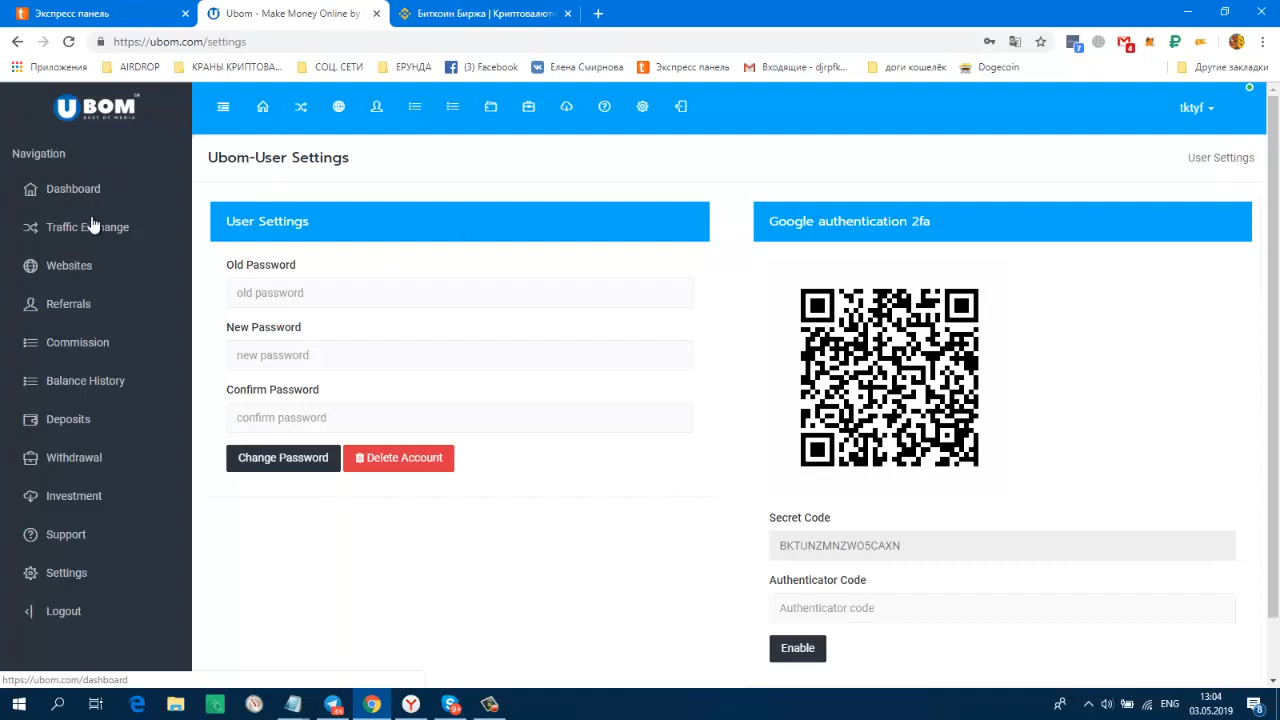 Экспресс панель
Ubom - Make Money Online by
Биткоин Биржа | Криптовалютн
https://ubom.com/settings
7
4
Приложения
AIRDROP
КРАНЫ КРИПТОВА...
СОЦ. СЕТИ
ЕРУНДА
(3) Facebook
Елена Смирнова
Экспресс панель
Входящие - djrpfk...
доги кошелёк
Dogecoin
Другие закладки
UBOM
BEST OF MEDIA
tktyf
Navigation
Dashboard
Traffic Exchange
Websites
Referrals
Commission
Balance History
Deposits
Withdrawal
Investment
Support
Settings
Logout
Ubom-User Settings
User Settings
User Settings
Old Password
old password
New Password
new password
Confirm Password
confirm password
Change Password
Delete Account
Google authentication 2fa
Secret Code
BKTUNZMNZWO5CAXN
Authenticator Code
Authenticator code
Enable
https://ubom.com/dashboard
ENG
13:04
03.05.2019